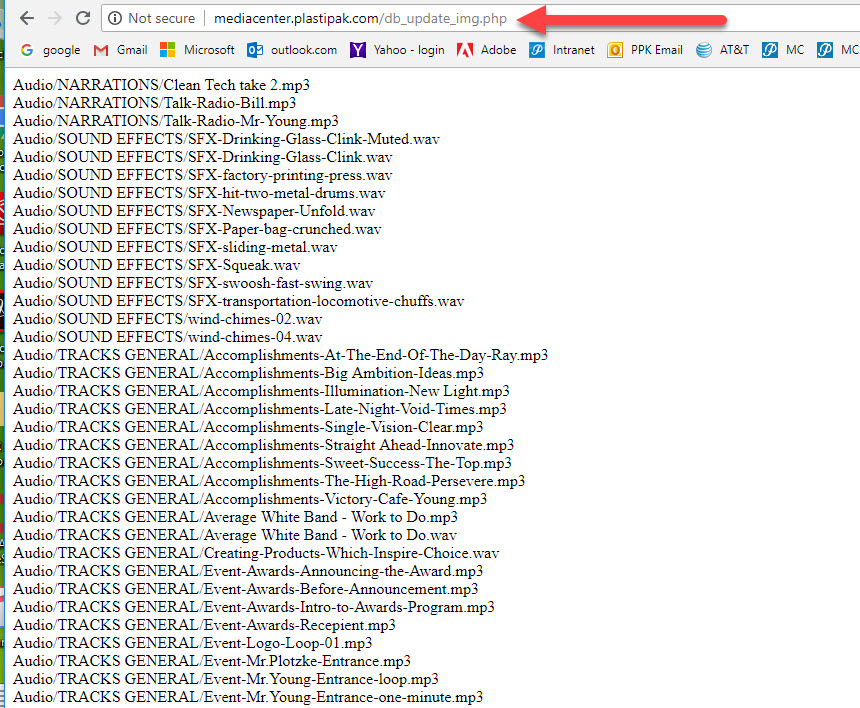 Not secure | mediacenter.plastipak.com/db_update_img.php
google Gmail Microsoft outlook.com Yahoo - login Adobe Intranet PPK Email AT&T MC MC
Audio/NARRATIONS/Clean Tech take 2.mp3
Audio/NARRATIONS/Talk-Radio-Bill.mp3
Audio/NARRATIONS/Talk-Radio-Mr-Young.mp3
Audio/SOUND EFFECTS/SFX-Drinking-Glass-Clink-Muted.wav
Audio/SOUND EFFECTS/SFX-Drinking-Glass-Clink.wav
Audio/SOUND EFFECTS/SFX-factory-printing-press.wav
Audio/SOUND EFFECTS/SFX-hit-two-metal-drums.wav
Audio/SOUND EFFECTS/SFX-Newspaper-Unfold.wav
Audio/SOUND EFFECTS/SFX-Paper-bag-crunched.wav
Audio/SOUND EFFECTS/SFX-sliding-metal.wav
Audio/SOUND EFFECTS/SFX-Squeak.wav
Audio/SOUND EFFECTS/SFX-swoosh-fast-swing.wav
Audio/SOUND EFFECTS/SFX-transportation-locomotive-chuffs.wav
Audio/SOUND EFFECTS/wind-chimes-02.wav
Audio/SOUND EFFECTS/wind-chimes-04.wav
Audio/TRACKS GENERAL/Accomplishments-At-The-End-Of-The-Day-Ray.mp3
Audio/TRACKS GENERAL/Accomplishments-Big Ambition-Ideas.mp3
Audio/TRACKS GENERAL/Accomplishments-Illumination-New Light.mp3
Audio/TRACKS GENERAL/Accomplishments-Late-Night-Void-Times.mp3
Audio/TRACKS GENERAL/Accomplishments-Single-Vision-Clear.mp3
Audio/TRACKS GENERAL/Accomplishments-Straight Ahead-Innovate.mp3
Audio/TRACKS GENERAL/Accomplishments-Sweet-Success-The-Top.mp3
Audio/TRACKS GENERAL/Accomplishments-The-High-Road-Persevere.mp3
Audio/TRACKS GENERAL/Accomplishments-Victory-Cafe-Young.mp3
Audio/TRACKS GENERAL/Average White Band - Work to Do.mp3
Audio/TRACKS GENERAL/Average White Band - Work to Do.wav
Audio/TRACKS GENERAL/Creating-Products-Which-Inspire-Choice.wav
Audio/TRACKS GENERAL/Event-Awards-Announcing-the-Award.mp3
Audio/TRACKS GENERAL/Event-Awards-Before-Announcement.mp3
Audio/TRACKS GENERAL/Event-Awards-Intro-to-Awards-Program.mp3
Audio/TRACKS GENERAL/Event-Awards-Recepient.mp3
Audio/TRACKS GENERAL/Event-Logo-Loop-01.mp3
Audio/TRACKS GENERAL/Event-Mr.Plotzke-Entrance.mp3
Audio/TRACKS GENERAL/Event-Mr.Young-Entrance-loop.mp3
Audio/TRACKS GENERAL/Event-Mr.Young-Entrance-one-minute.mp3